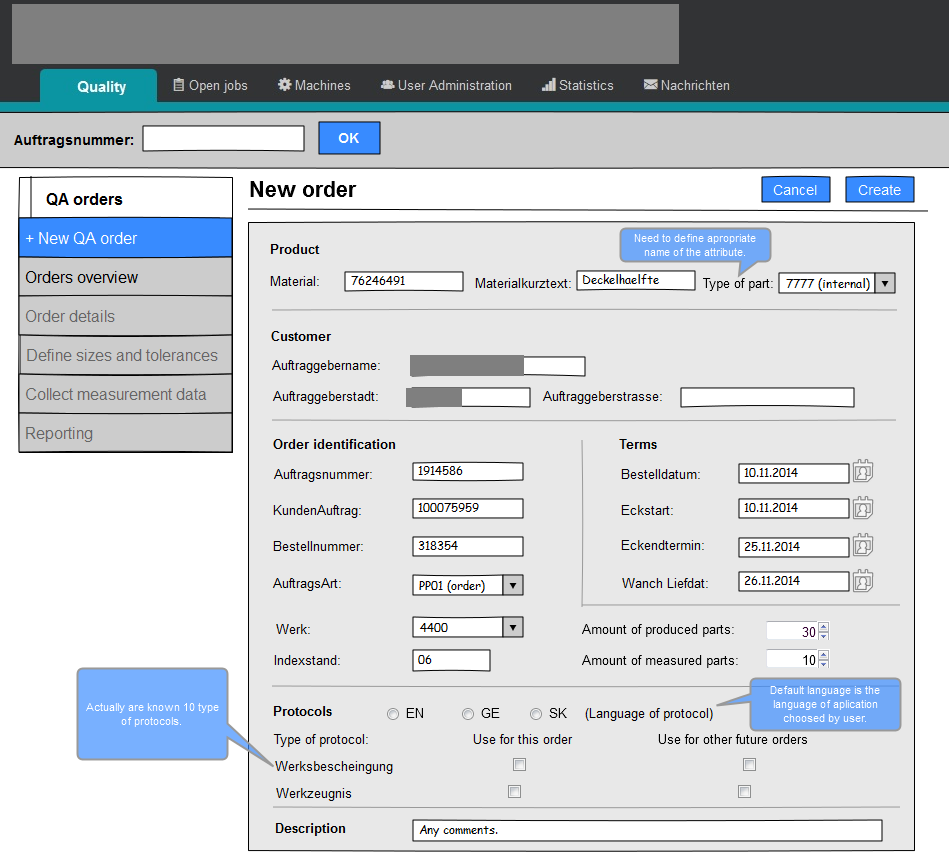 Quality Open jobs Machines User Administration Statistics Nachrichten
Auftragsnummer: OK
QA orders
+ New QA order
Orders overview
Order details
Define sizes and tolerances
Collect measurement data
Reporting
New order Cancel Create
Product
Need to define apropriate
name of the attribute.
Material: 76246491 Materialkurztext: Deckelhaelfte Type of part: 7777 (internal)
Customer
Auftraggebername:
Auftraggeberstadt: Auftraggeberstrasse:
Order identification
Auftragsnummer: 1914586
KundenAuftrag: 100075959
Bestellnummer: 318354
AuftragsArt: PP01 (order)
Werk: 4400
Indexstand: 06
Terms
Bestelldatum: 10.11.2014
Eckstart: 10.11.2014
Eckendtermin: 25.11.2014
Wanch Liefdat: 26.11.2014
Amount of produced parts: 30
Amount of measured parts: 10
Protocols EN GE SK (Language of protocol)
Default language is the
language of aplication
choosed by user.
Type of protocol: Use for this order Use for other future orders
Actually are known 10 type
of protocols.
Werksbescheingung
Werkzeugnis
Description Any comments.